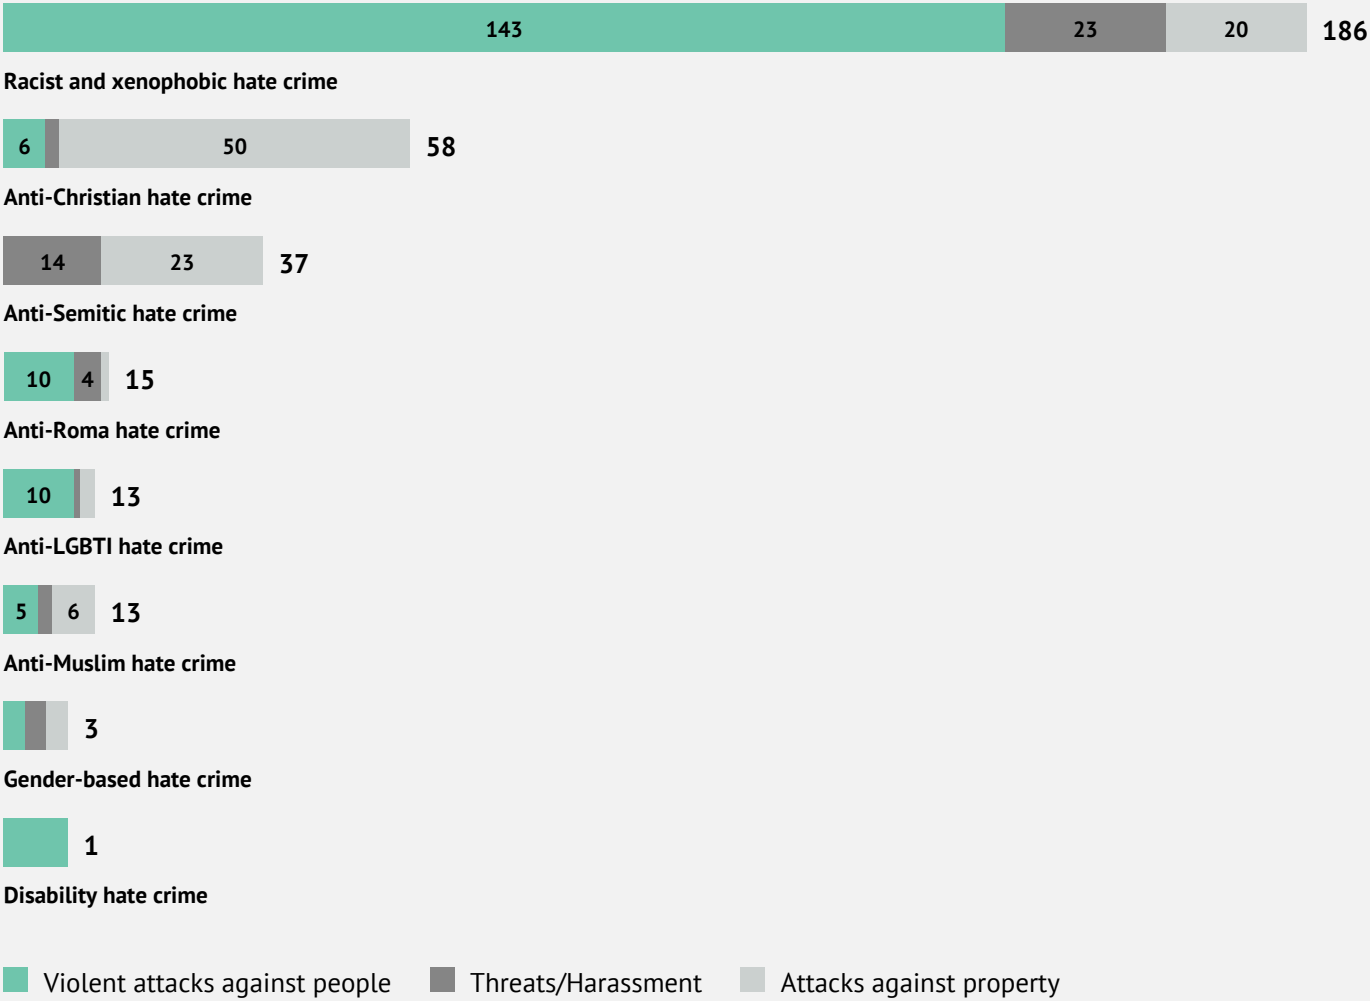 143 23 20 186
Racist and xenophobic hate crime
6 50 58
Anti-Christian hate crime
14 23 37
Anti-Semitic hate crime
10 4 15
Anti-Roma hate crime
10 13
Anti-LGBTI hate crime
5 6 13
Anti-Muslim hate crime
3
Gender-based hate crime
1
Disability hate crime
Violent attacks against people Threats/Harassment Attacks against property